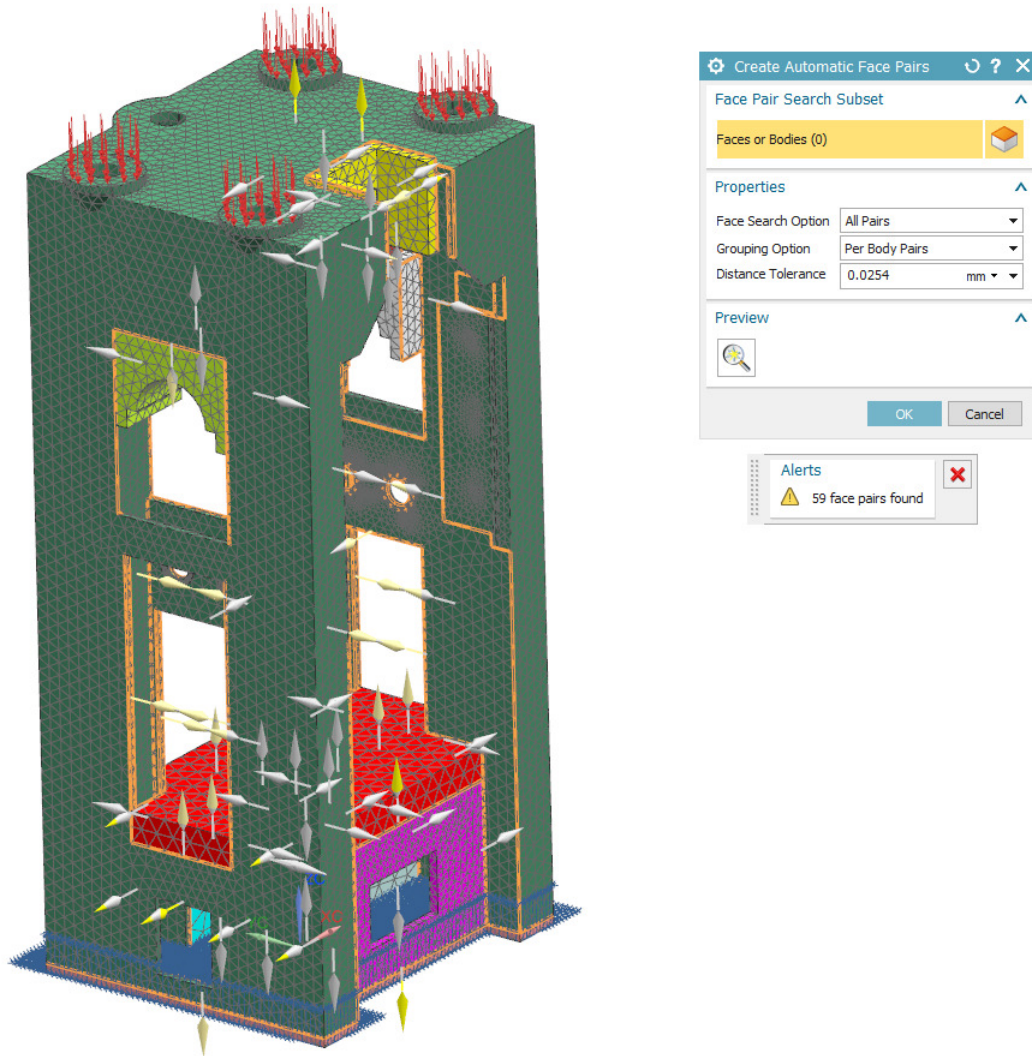 Create Automatic Face Pairs
Face Pair Search Subset
Faces or Bodies (0)
Properties
Face Search Option All Pairs
Grouping Option Per Body Pairs
Distance Tolerance 0.0254 mm
Preview
OK Cancel
Alerts
59 face pairs found
XC